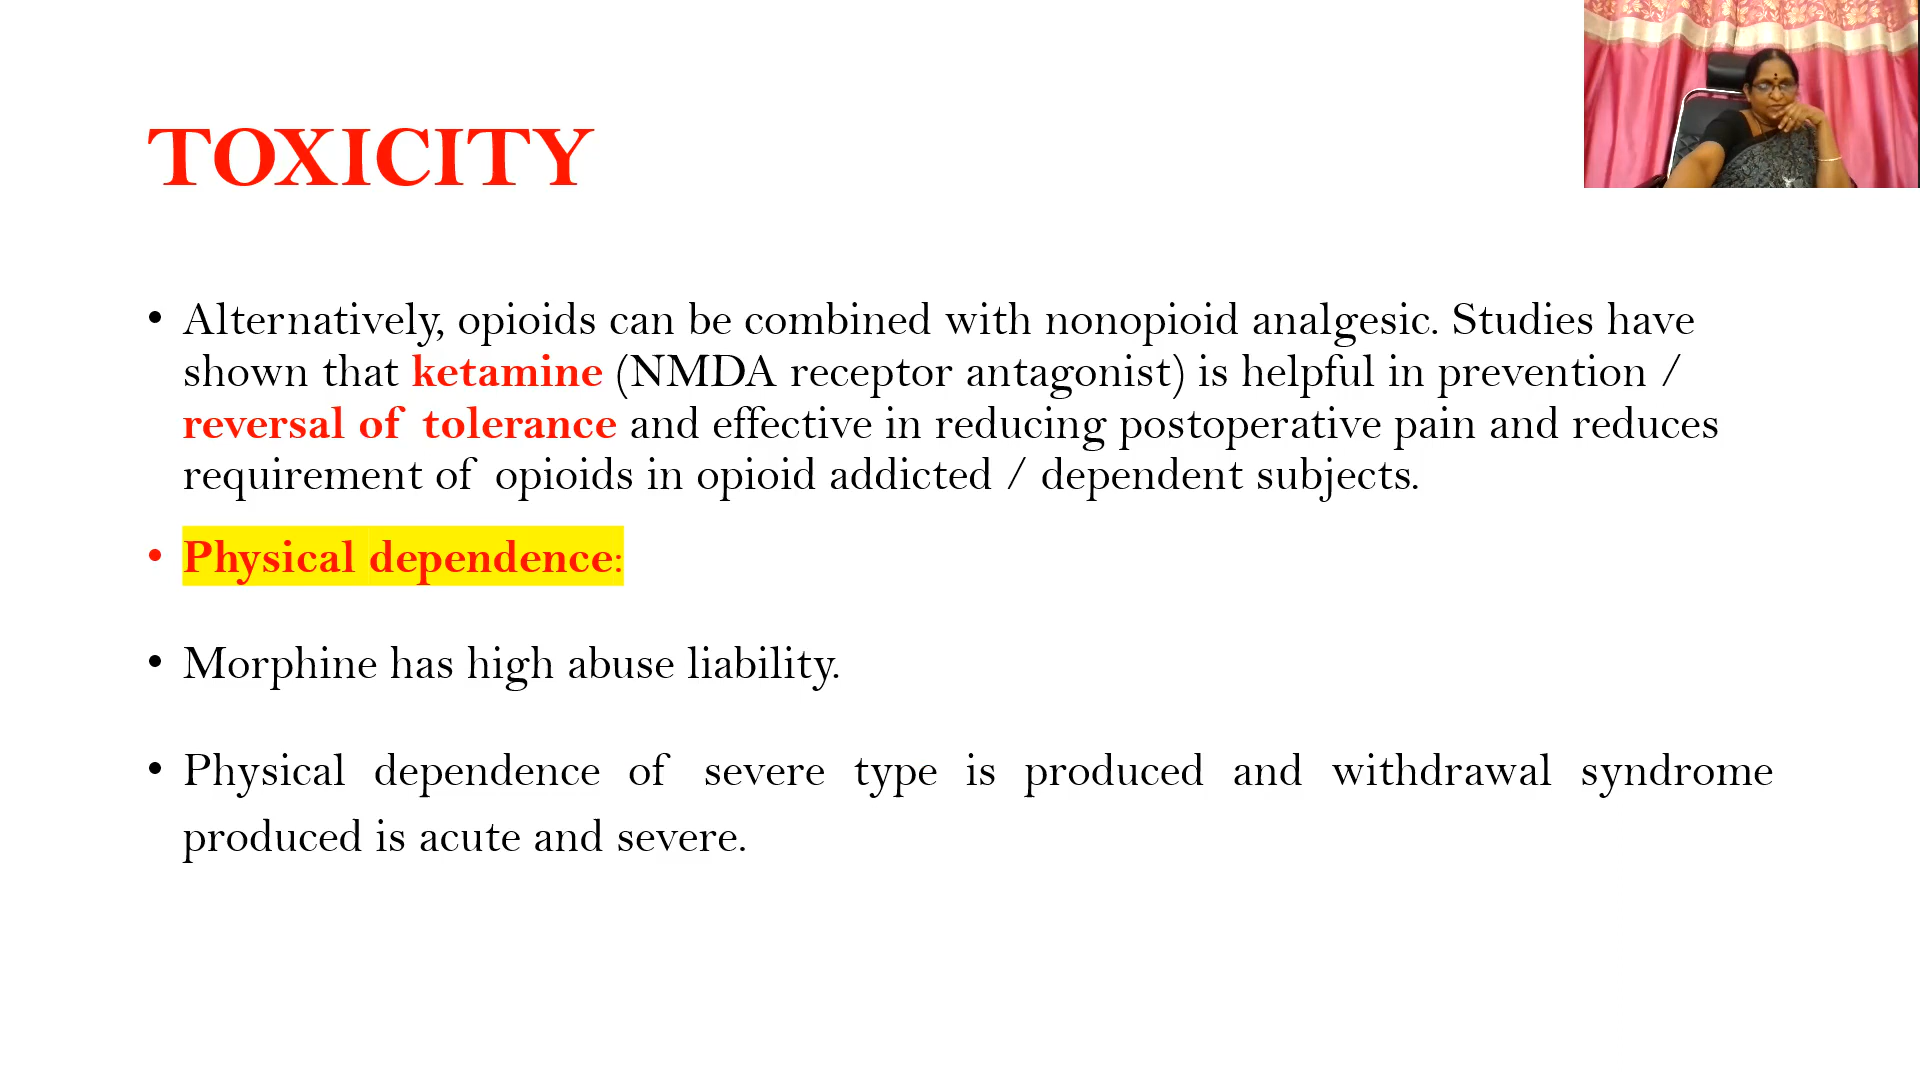 TOXICITY
• Alternatively, opioids can be combined with nonopioid analgesic. Studies have
shown that ketamine (NMDA receptor antagonist) is helpful in prevention /
reversal of tolerance and effective in reducing postoperative pain and reduces
requirement of opioids in opioid addicted / dependent subjects.
• Physical dependence:
• Morphine has high abuse liability.
• Physical dependence of severe type is produced and withdrawal syndrome
produced is acute and severe.